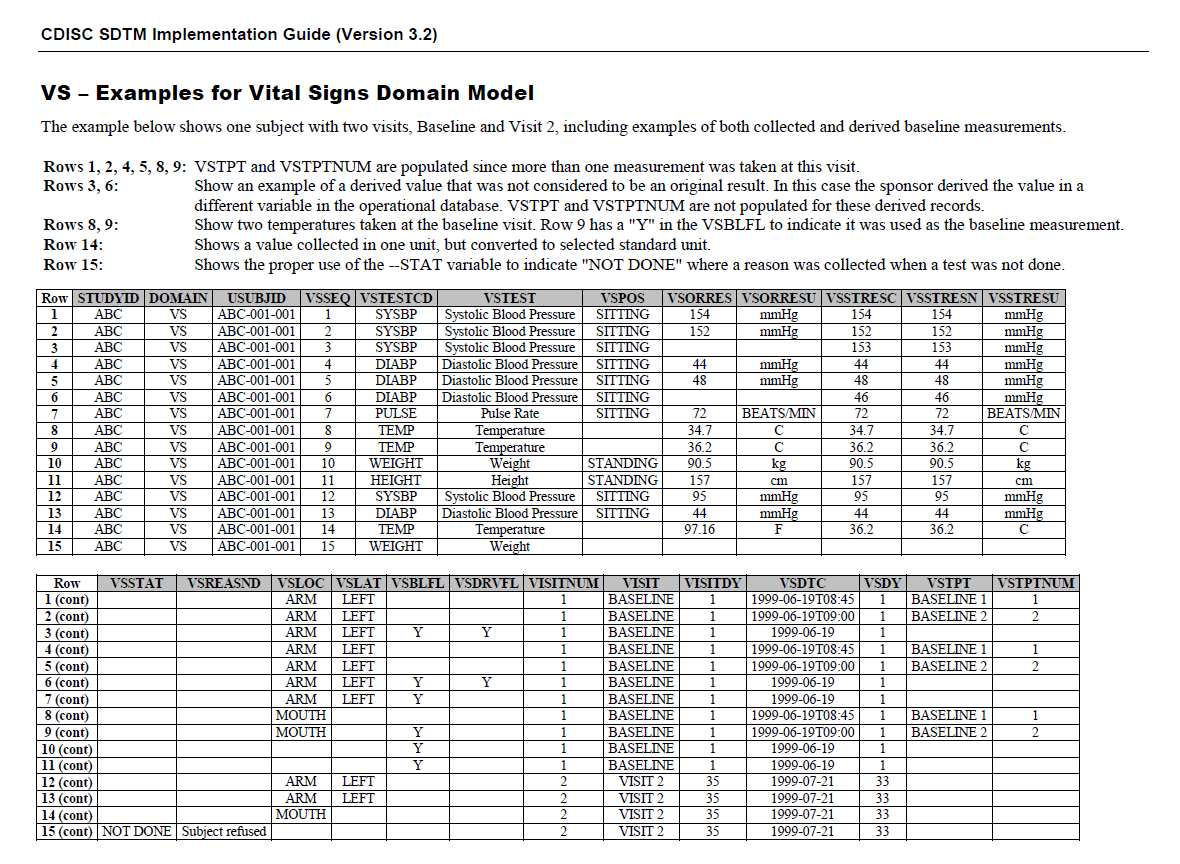 CDISC SDTM Implementation Guide (Version 3.2)
VS – Examples for Vital Signs Domain Model
The example below shows one subject with two visits, Baseline and Visit 2, including examples of both collected and derived baseline measurements.
Rows 1, 2, 4, 5, 8, 9: VSTPT and VSTPTNUM are populated since more than one measurement was taken at this visit.
Rows 3, 6: Show an example of a derived value that was not considered to be an original result. In this case the sponsor derived the value in a
different variable in the operational database. VSTPT and VSTPTNUM are not populated for these derived records.
Rows 8, 9: Show two temperatures taken at the baseline visit. Row 9 has a "Y" in the VSBLFL to indicate it was used as the baseline measurement.
Row 14: Shows a value collected in one unit, but converted to selected standard unit.
Row 15: Shows the proper use of the --STAT variable to indicate "NOT DONE" where a reason was collected when a test was not done.
Row STUDYID DOMAIN USUBJID VSSEQ VSTESTCD VSTEST VSPOS VSORRES VSORRESU VSSTRESC VSSTRESN VSSTRESU
1 ABC VS ABC-001-001 1 SYSBP Systolic Blood Pressure SITTING 154 mmHg 154 154 mmHg
2 ABC VS ABC-001-001 2 SYSBP Systolic Blood Pressure SITTING 152 mmHg 152 152 mmHg
3 ABC VS ABC-001-001 3 SYSBP Systolic Blood Pressure SITTING 153 153 mmHg
4 ABC VS ABC-001-001 4 DIABP Diastolic Blood Pressure SITTING 44 mmHg 44 44 mmHg
5 ABC VS ABC-001-001 5 DIABP Diastolic Blood Pressure SITTING 48 mmHg 48 48 mmHg
6 ABC VS ABC-001-001 6 DIABP Diastolic Blood Pressure SITTING 46 46 mmHg
7 ABC VS ABC-001-001 7 PULSE Pulse Rate SITTING 72 BEATS/MIN 72 72 BEATS/MIN
8 ABC VS ABC-001-001 8 TEMP Temperature 34.7 C 34.7 34.7 C
9 ABC VS ABC-001-001 9 TEMP Temperature 36.2 C 36.2 36.2 C
10 ABC VS ABC-001-001 10 WEIGHT Weight STANDING 90.5 kg 90.5 90.5 kg
11 ABC VS ABC-001-001 11 HEIGHT Height STANDING 157 cm 157 157 cm
12 ABC VS ABC-001-001 12 SYSBP Systolic Blood Pressure SITTING 95 mmHg 95 95 mmHg
13 ABC VS ABC-001-001 13 DIABP Diastolic Blood Pressure SITTING 44 mmHg 44 44 mmHg
14 ABC VS ABC-001-001 14 TEMP Temperature 97.16 F 36.2 36.2 C
15 ABC VS ABC-001-001 15 WEIGHT Weight
Row VSSTAT VSREASND VSLOC VSLAT VSBLFL VSDRVFL VISITNUM VISIT VISITDY VSDTC VSDY VSTPT VSTPTNUM
1 (cont) ARM LEFT 1 BASELINE 1 1999-06-19T08:45 1 BASELINE 1 1
2 (cont) ARM LEFT 1 BASELINE 1 1999-06-19T09:00 1 BASELINE 2 2
3 (cont) ARM LEFT Y Y 1 BASELINE 1 1999-06-19 1
4 (cont) ARM LEFT 1 BASELINE 1 1999-06-19T08:45 1 BASELINE 1 1
5 (cont) ARM LEFT 1 BASELINE 1 1999-06-19T09:00 1 BASELINE 2 2
6 (cont) ARM LEFT Y Y 1 BASELINE 1 1999-06-19 1
7 (cont) ARM LEFT Y 1 BASELINE 1 1999-06-19 1
8 (cont) MOUTH 1 BASELINE 1 1999-06-19T08:45 1 BASELINE 1 1
9 (cont) MOUTH Y 1 BASELINE 1 1999-06-19T09:00 1 BASELINE 2 2
10 (cont) Y 1 BASELINE 1 1999-06-19 1
11 (cont) Y 1 BASELINE 1 1999-06-19 1
12 (cont) ARM LEFT 2 VISIT 2 35 1999-07-21 33
13 (cont) ARM LEFT 2 VISIT 2 35 1999-07-21 33
14 (cont) MOUTH 2 VISIT 2 35 1999-07-21 33
15 (cont) NOT DONE Subject refused 2 VISIT 2 35 1999-07-21 33